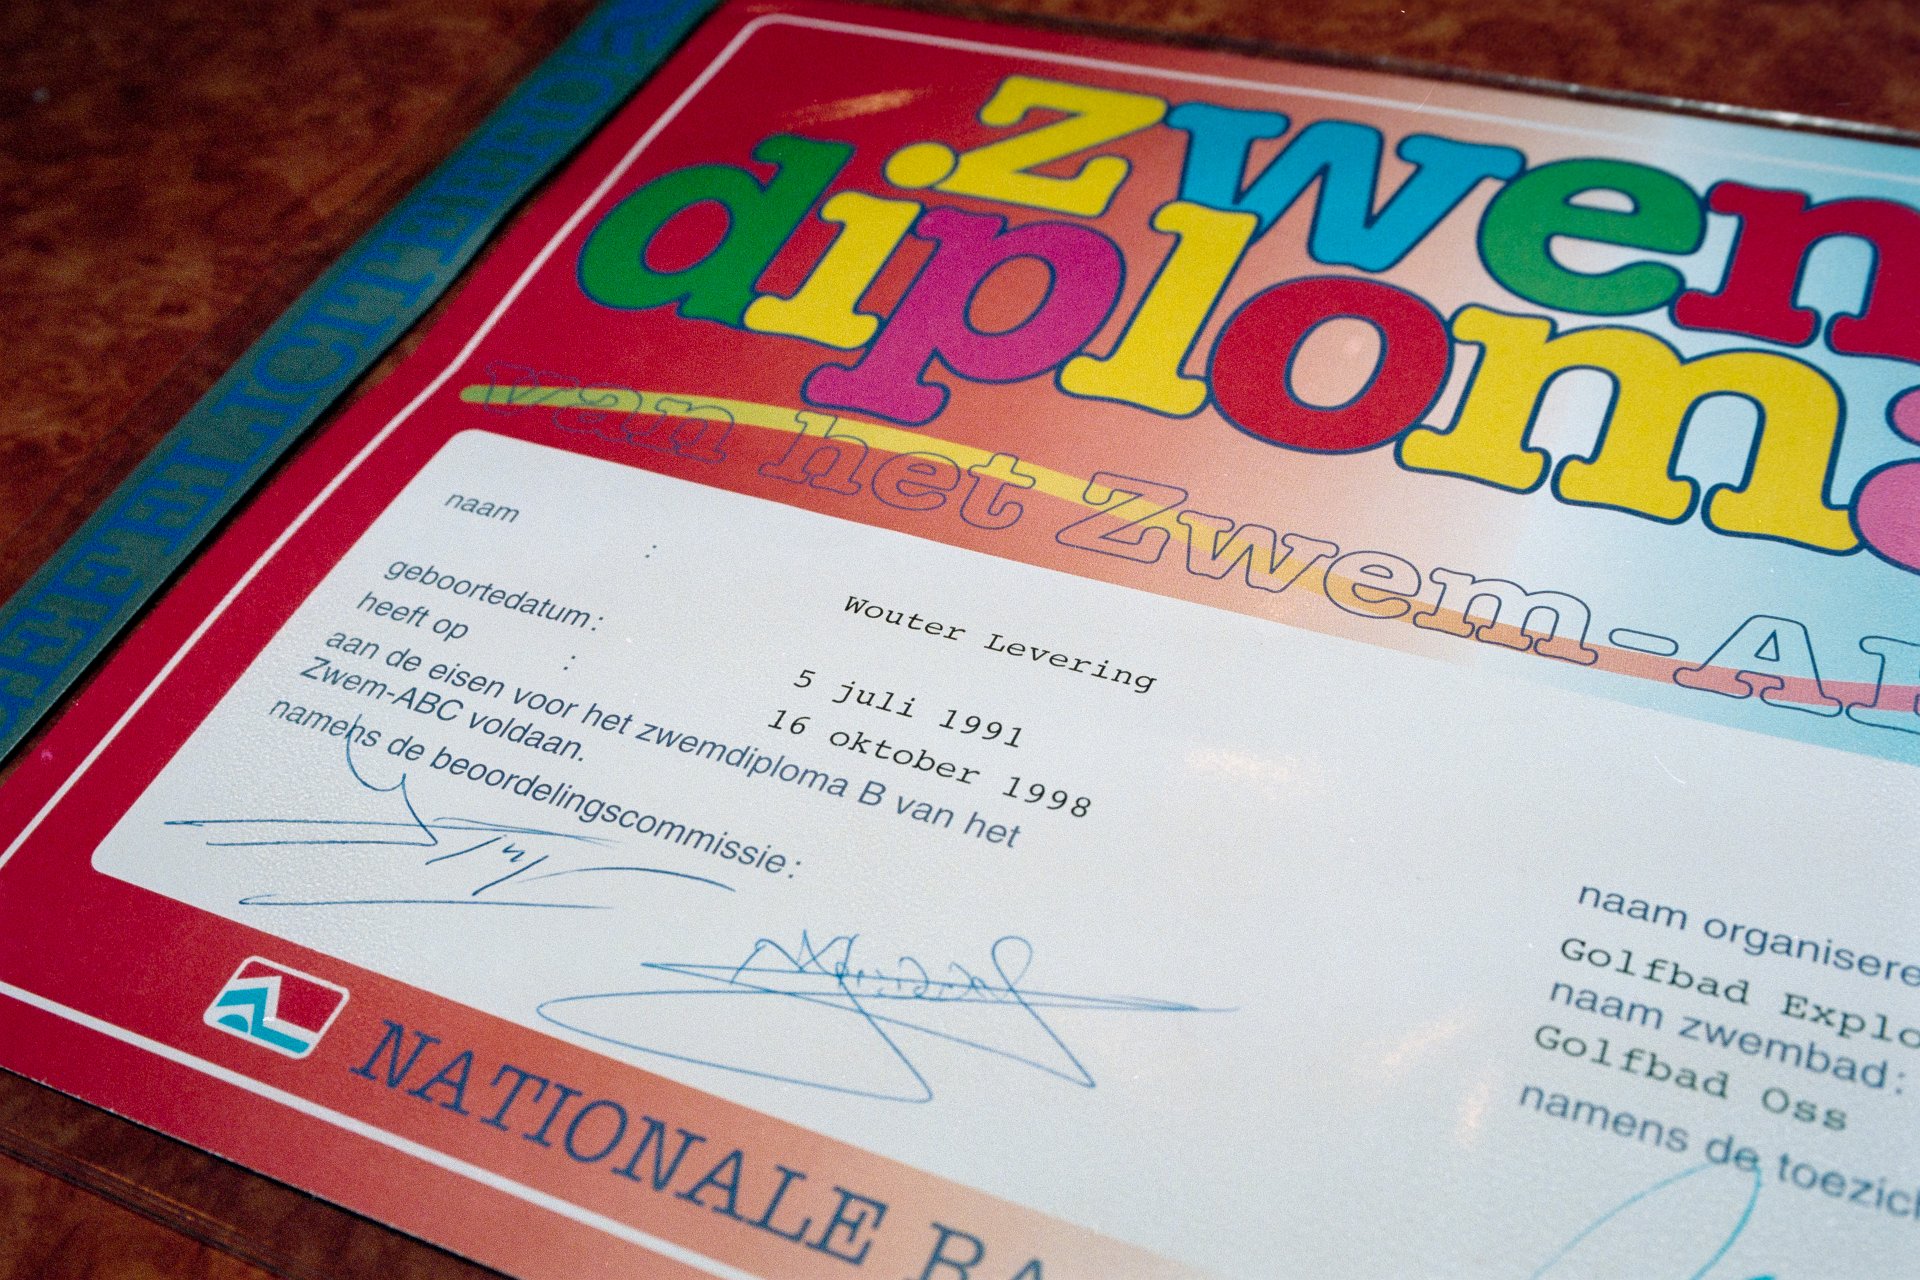 zwem
diploma
van het Zwem-AB
naam :
Wouter Levering
geboortedatum: 5 juli 1991
heeft op : 16 oktober 1998
aan de eisen voor het zwemdiploma B van het
Zwem-ABC voldaan.
namens de beoordelingscommissie:
naam organisere
Golfbad Explo
naam zwembad:
Golfbad Oss
namens de toezich
NATIONALE BA